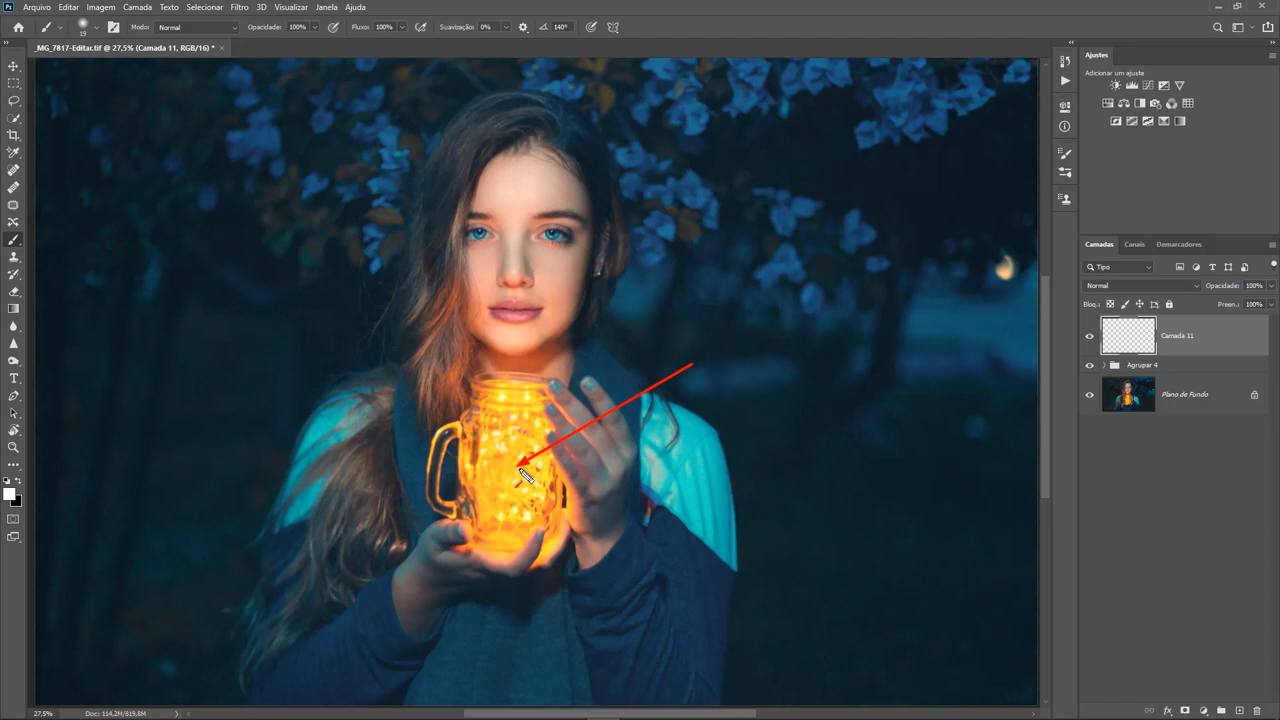 Ps Arquivo Editar Imagem Camada Texto Selecionar Filtro 3D Visualizar Janela Ajuda
19 Modo: Normal Opacidade: 100% Fluxo: 100% Suavização: 0% 140°
_MG_7817-Editar.tif @ 27,5% (Camada 11, RGB/16) *
Ajustes
Adicionar um ajuste
Camadas Canais Demarcadores
Tipo
Normal Opacidade: 100%
Bloq.: Preen.: 100%
Camada 11
Agrupar 4
Plano de Fundo
27,5% Doc: 114,2M/819,8M